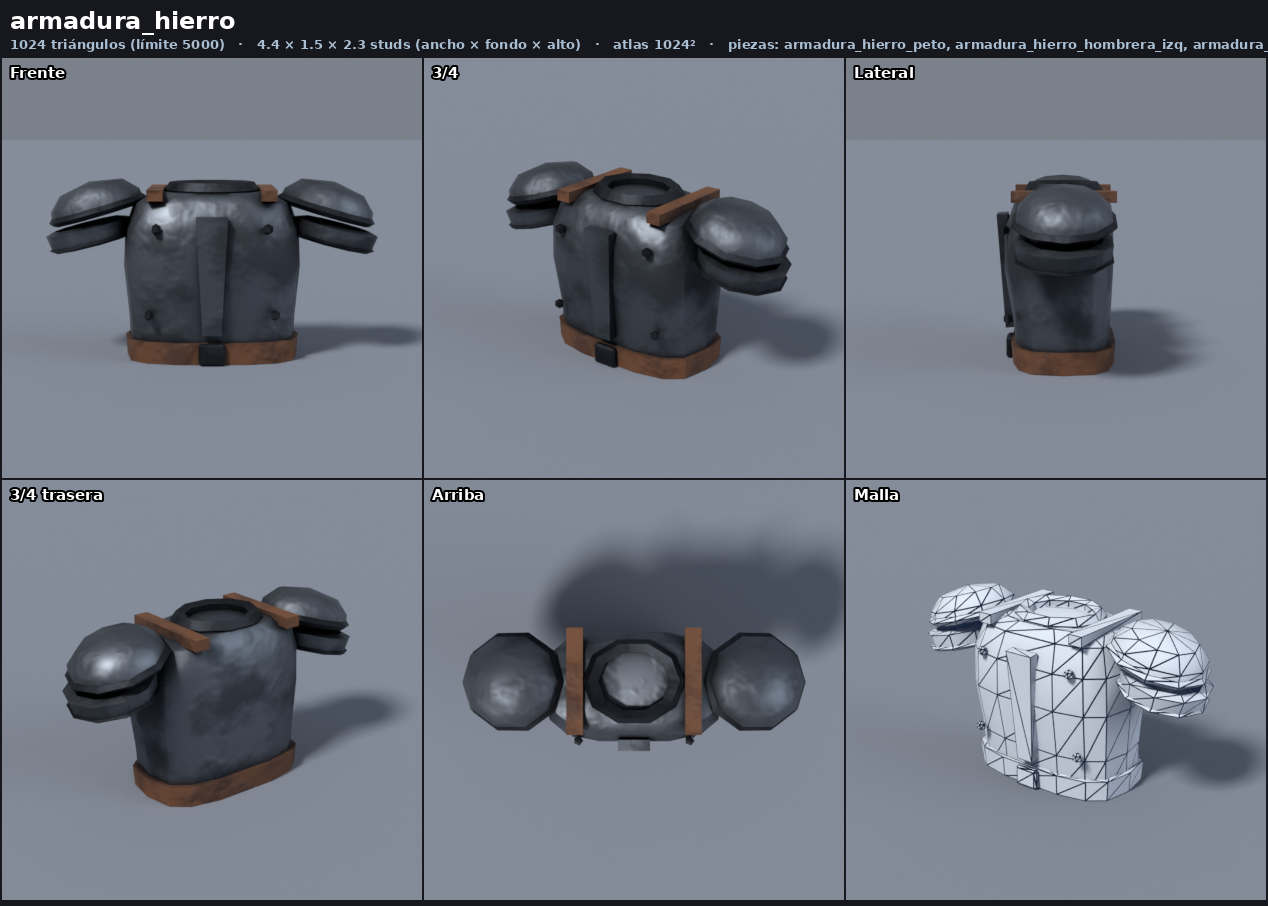 armadura_hierro
1024 triángulos (límite 5000) · 4.4 × 1.5 × 2.3 studs (ancho × fondo × alto) · atlas 1024² · piezas: armadura_hierro_peto, armadura_hierro_hombrera_izq, armadura_
Frente
3/4
Lateral
3/4 trasera
Arriba
Malla